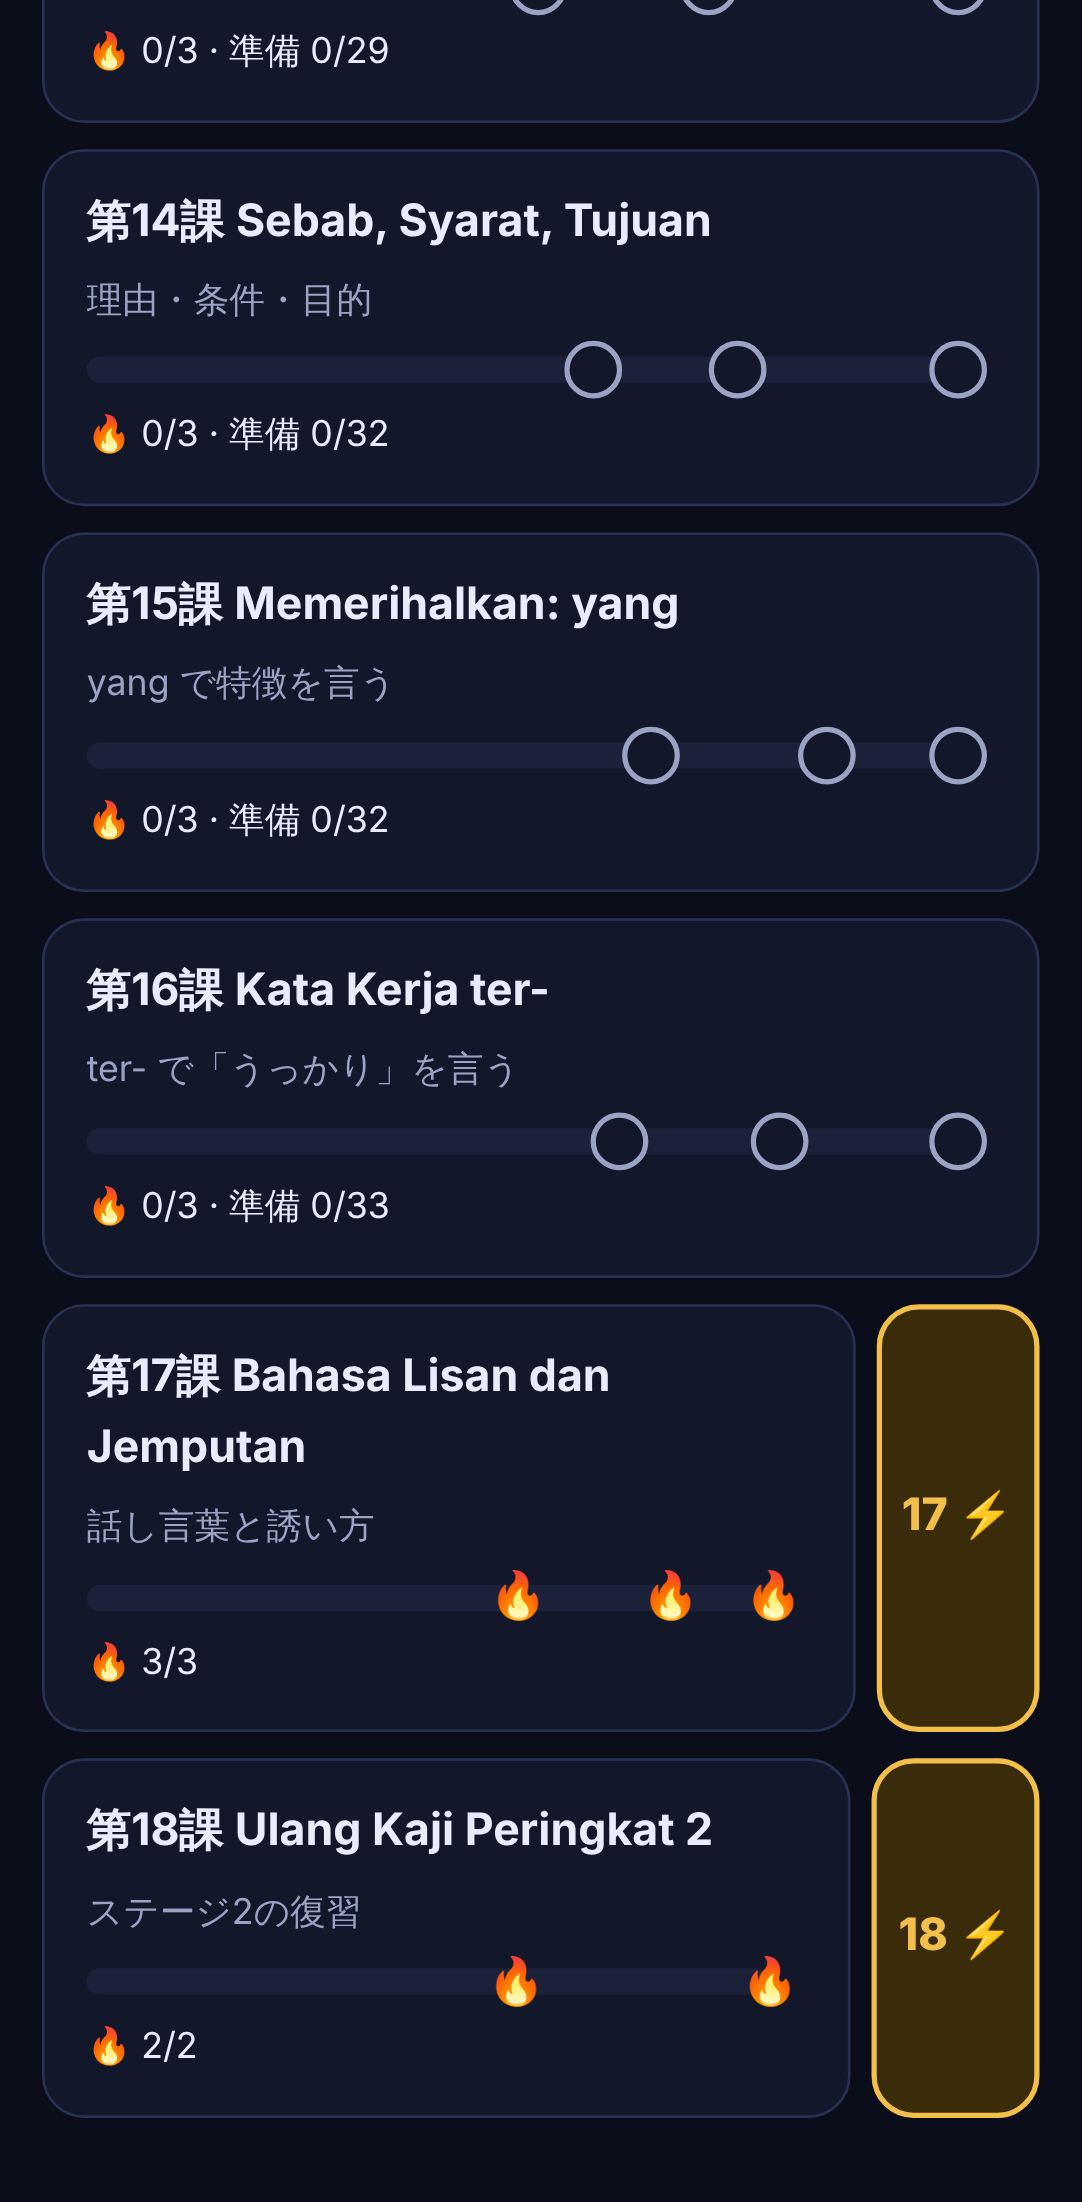 🔥 0/3 · 準備 0/29
第14課 Sebab, Syarat, Tujuan
理由・条件・目的
🔥 0/3 · 準備 0/32
第15課 Memerihalkan: yang
yang で特徴を言う
🔥 0/3 · 準備 0/32
第16課 Kata Kerja ter-
ter- で「うっかり」を言う
🔥 0/3 · 準備 0/33
第17課 Bahasa Lisan dan
Jemputan
話し言葉と誘い方
🔥 3/3
17 ⚡
第18課 Ulang Kaji Peringkat 2
ステージ2の復習
🔥 2/2
18 ⚡